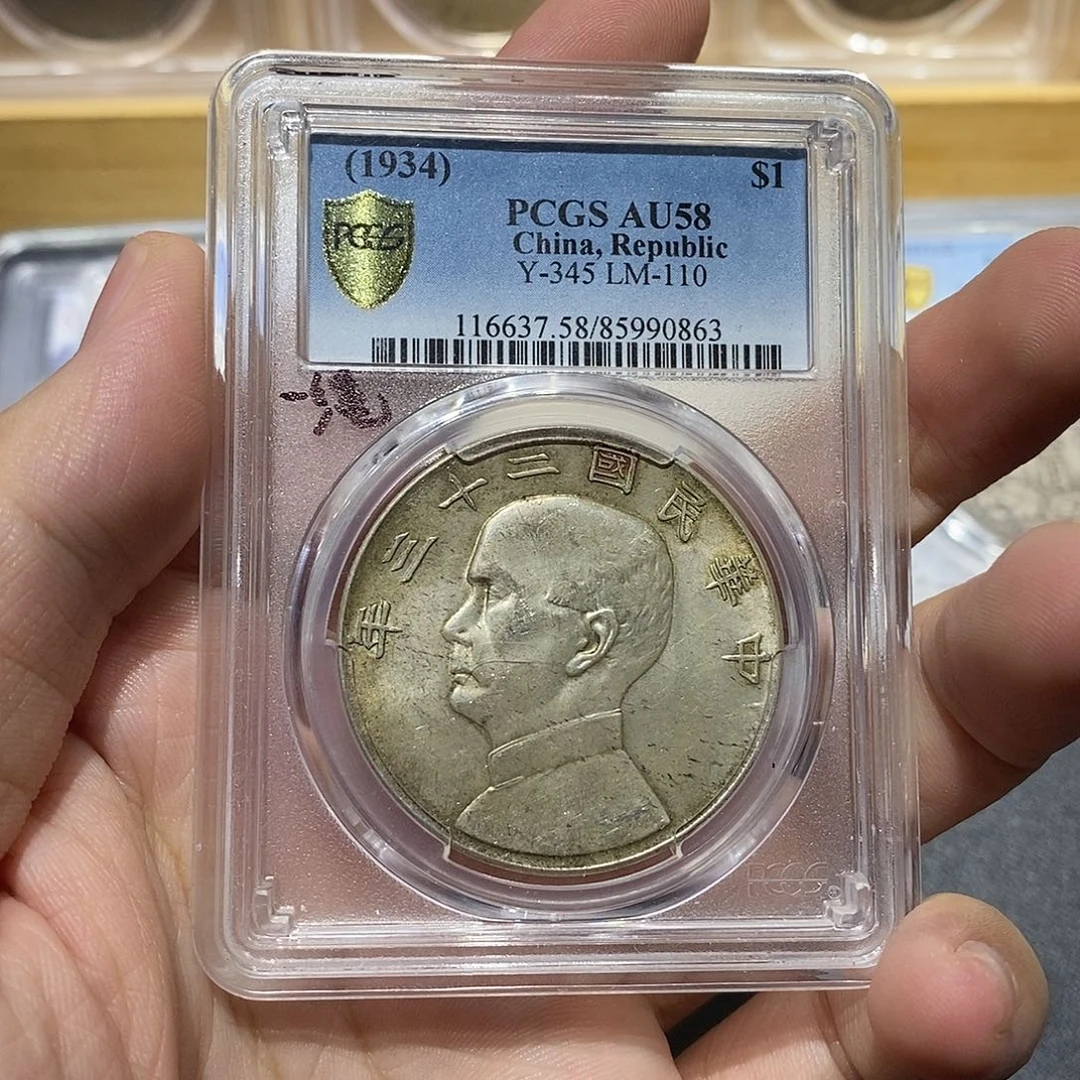 (1934) $1
PCGS
PCGS AU58
China, Republic
Y-345 LM-110
116637.58/85990863
年三十二國民華中
PCGS